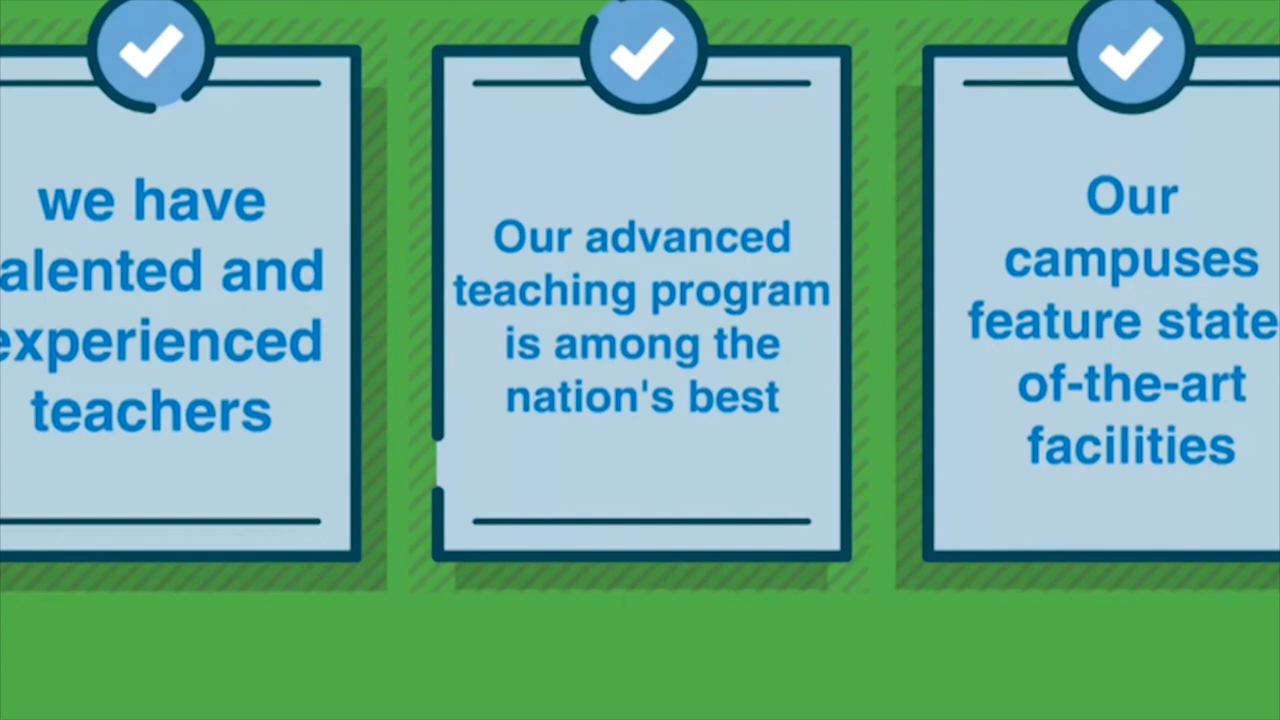 we have
alented and
experienced
teachers
Our advanced
teaching program
is among the
nation's best
Our
campuses
feature state
of-the-art
facilities